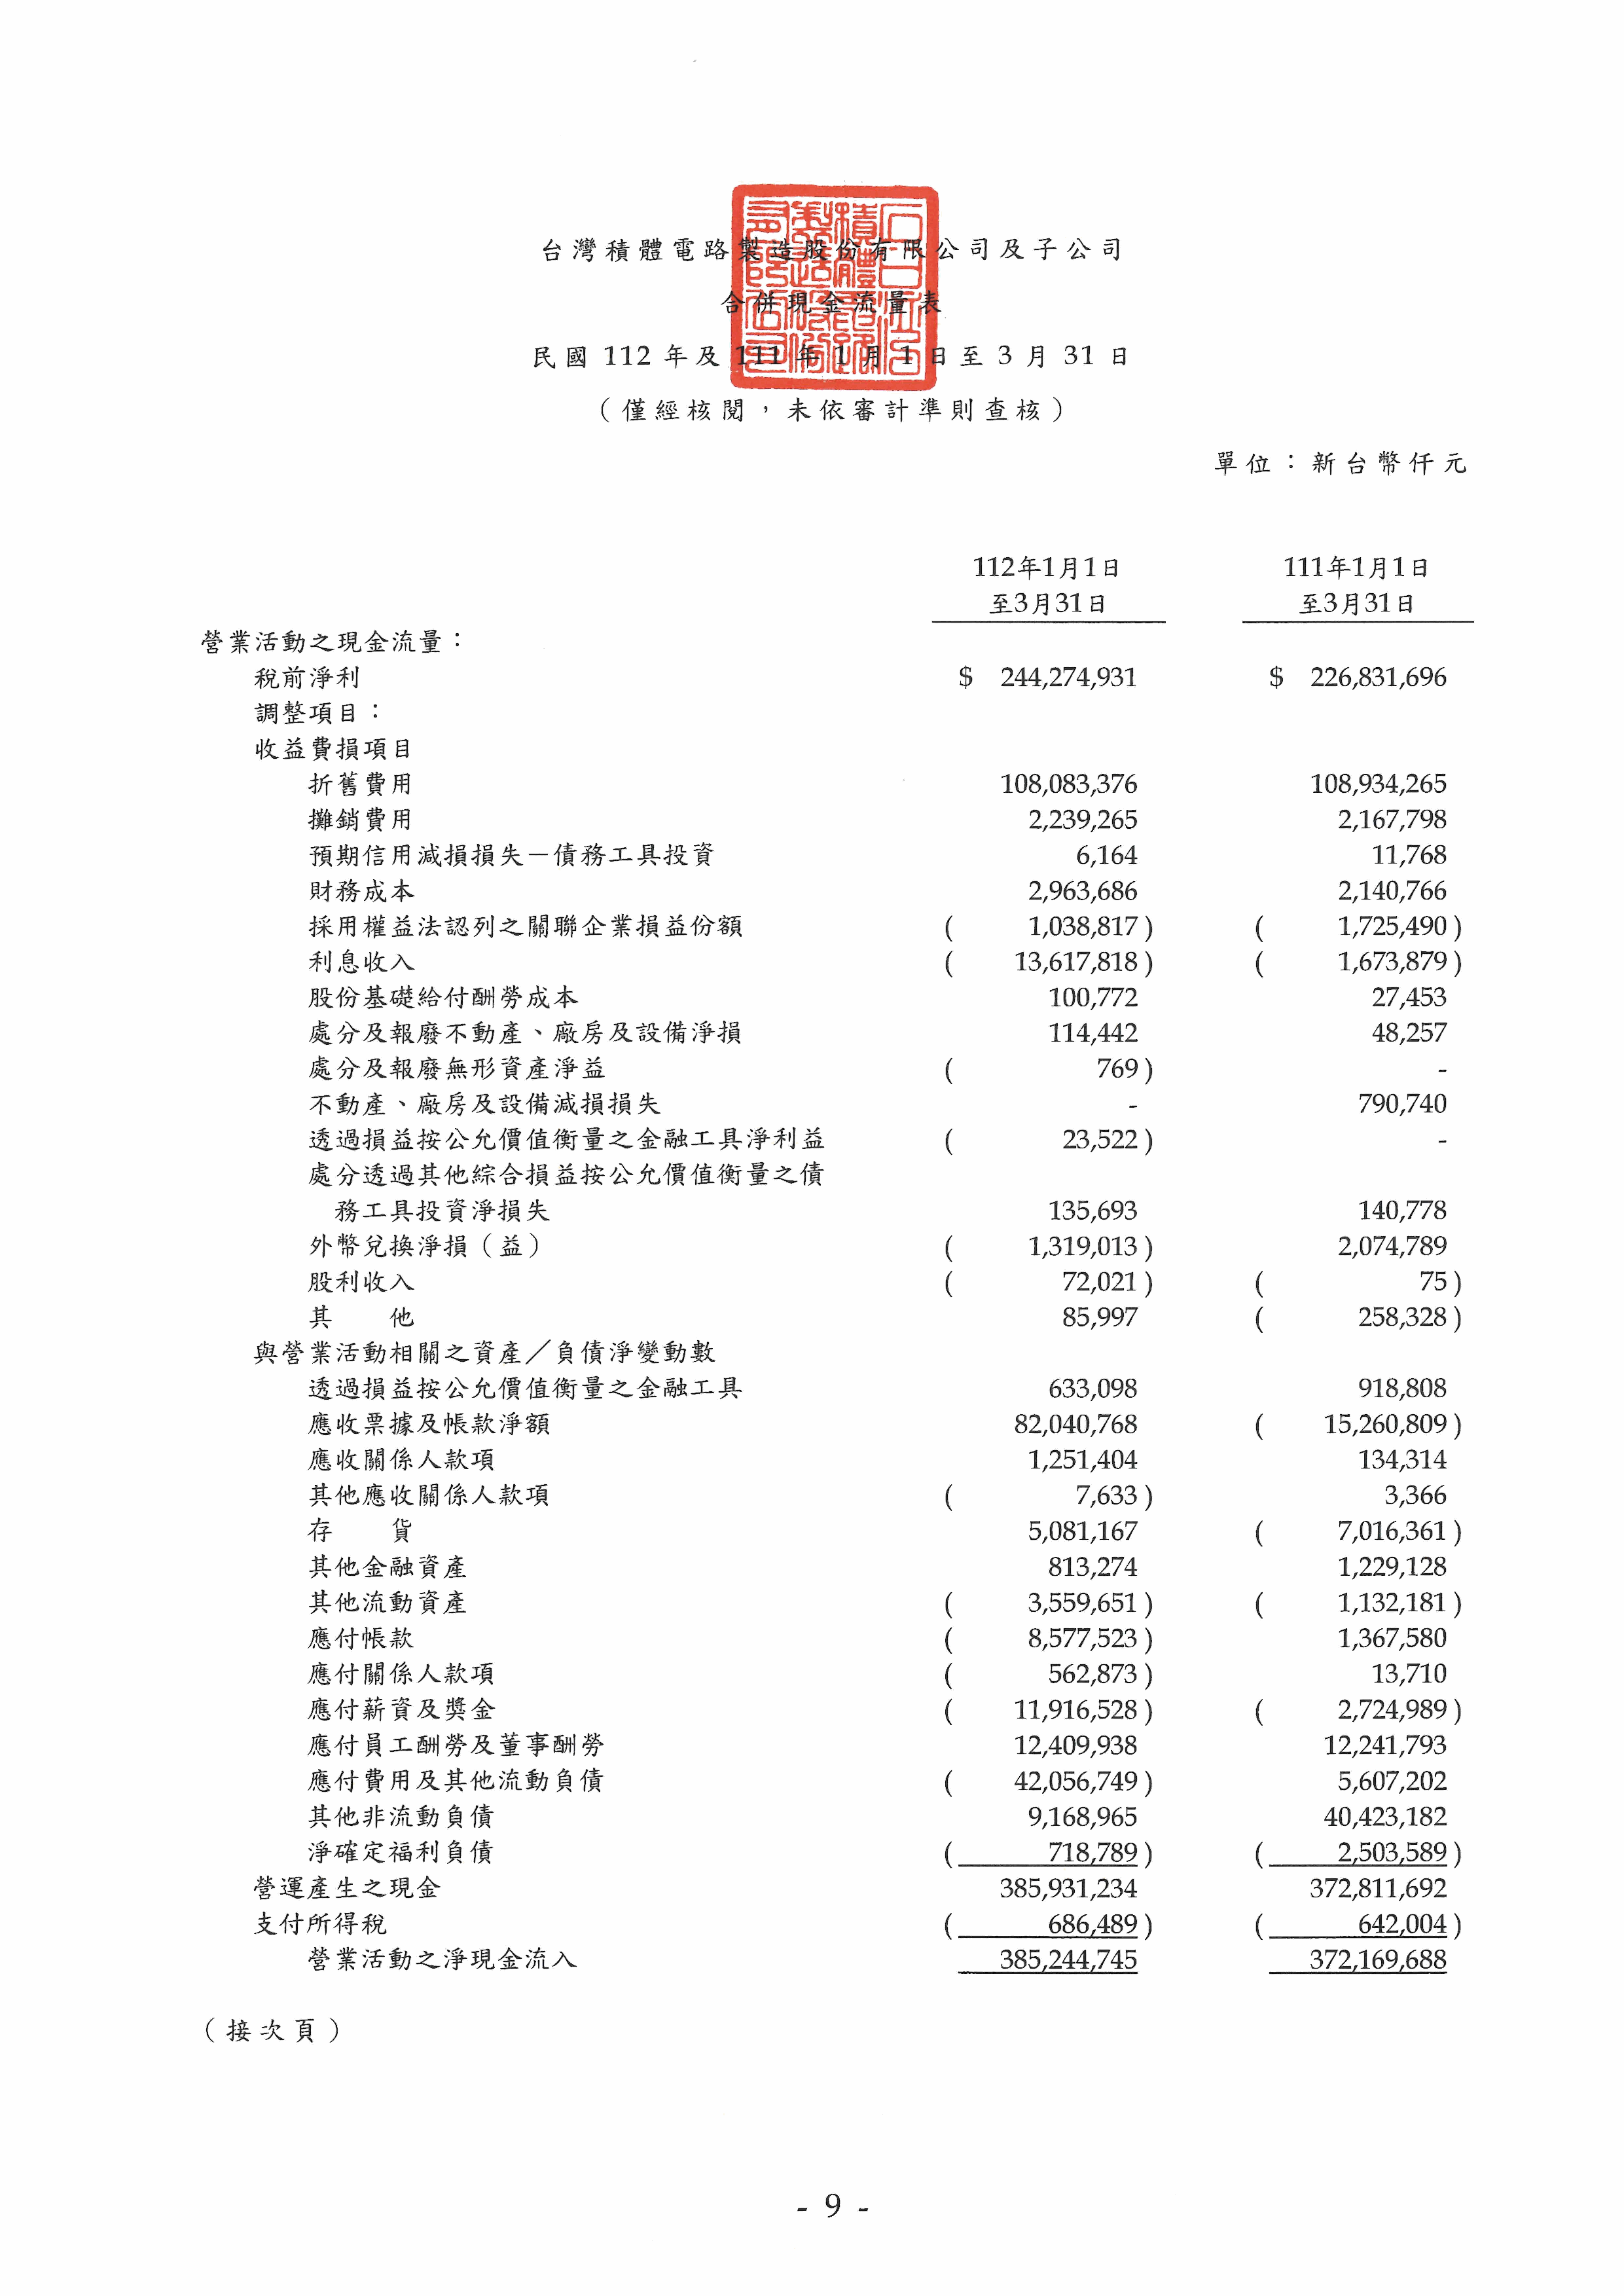 台灣積體電路製造股份有限公司及子公司
合併現金流量表
民國 112 年及 111 年 1 月 1 日至 3 月 31 日
（僅經核閱，未依審計準則查核）
單位：新台幣仟元
112年1月1日 111年1月1日
至3月31日 至3月31日
營業活動之現金流量：
稅前淨利 $ 244,274,931 $ 226,831,696
調整項目：
收益費損項目
折舊費用 108,083,376 108,934,265
攤銷費用 2,239,265 2,167,798
預期信用減損損失－債務工具投資 6,164 11,768
財務成本 2,963,686 2,140,766
採用權益法認列之關聯企業損益份額 ( 1,038,817 ) ( 1,725,490 )
利息收入 ( 13,617,818 ) ( 1,673,879 )
股份基礎給付酬勞成本 100,772 27,453
處分及報廢不動產、廠房及設備淨損 114,442 48,257
處分及報廢無形資產淨益 ( 769 ) -
不動產、廠房及設備減損損失 - 790,740
透過損益按公允價值衡量之金融工具淨利益 ( 23,522 ) -
處分透過其他綜合損益按公允價值衡量之債
務工具投資淨損失 135,693 140,778
外幣兌換淨損（益） ( 1,319,013 ) 2,074,789
股利收入 ( 72,021 ) ( 75 )
其　　他 85,997 ( 258,328 )
與營業活動相關之資產／負債淨變動數
透過損益按公允價值衡量之金融工具 633,098 918,808
應收票據及帳款淨額 82,040,768 ( 15,260,809 )
應收關係人款項 1,251,404 134,314
其他應收關係人款項 ( 7,633 ) 3,366
存　　貨 5,081,167 ( 7,016,361 )
其他金融資產 813,274 1,229,128
其他流動資產 ( 3,559,651 ) ( 1,132,181 )
應付帳款 ( 8,577,523 ) 1,367,580
應付關係人款項 ( 562,873 ) 13,710
應付薪資及獎金 ( 11,916,528 ) ( 2,724,989 )
應付員工酬勞及董事酬勞 12,409,938 12,241,793
應付費用及其他流動負債 ( 42,056,749 ) 5,607,202
其他非流動負債 9,168,965 40,423,182
淨確定福利負債 ( 718,789 ) ( 2,503,589 )
營運產生之現金 385,931,234 372,811,692
支付所得稅 ( 686,489 ) ( 642,004 )
營業活動之淨現金流入 385,244,745 372,169,688
（接次頁）
- 9 -